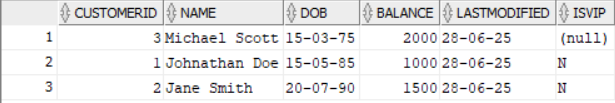 CUSTOMERID NAME DOB BALANCE LASTMODIFIED ISVIP
1 3 Michael Scott 15-03-75 2000 28-06-25 (null)
2 1 Johnathan Doe 15-05-85 1000 28-06-25 N
3 2 Jane Smith 20-07-90 1500 28-06-25 N